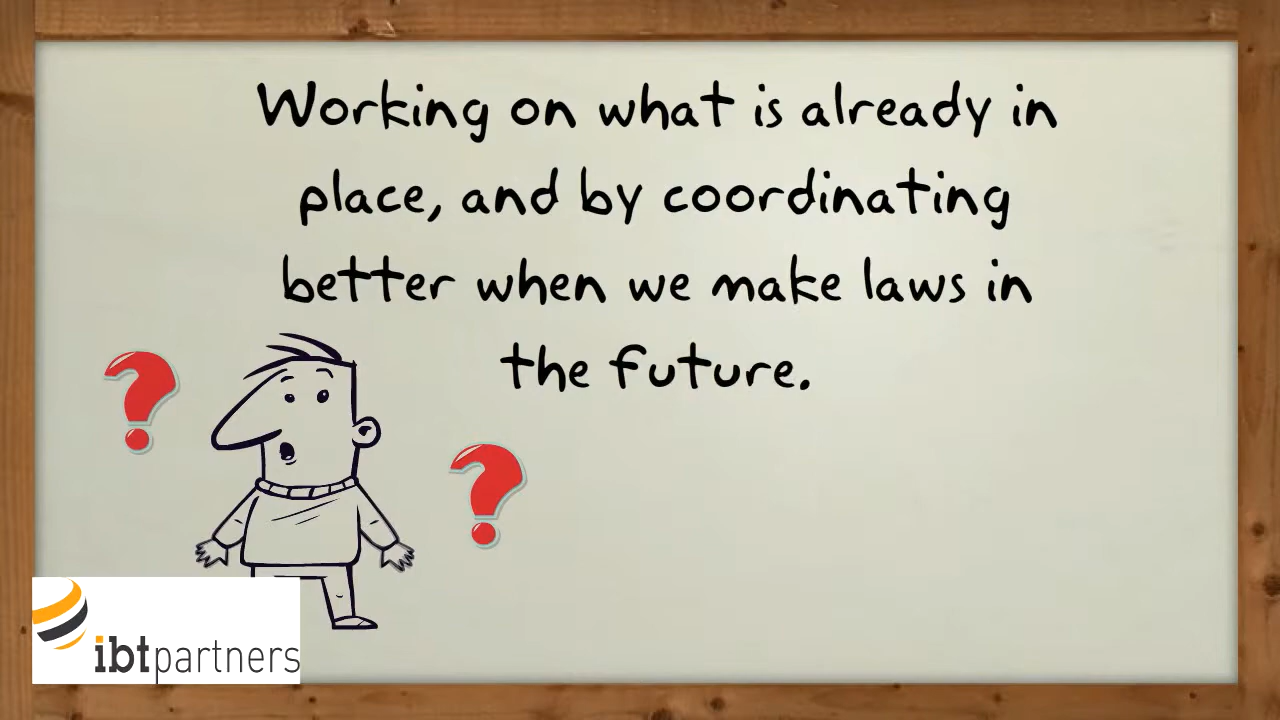 Working on what is already in
place, and by coordinating
better when we make laws in
the future.
?
?
ibtpartners